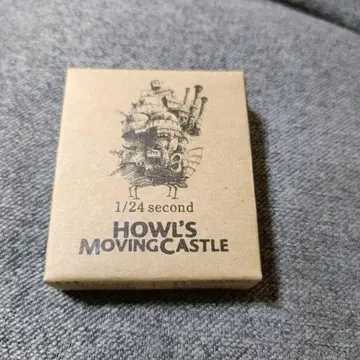 1/24 second
HOWL'S
MOVING CASTLE